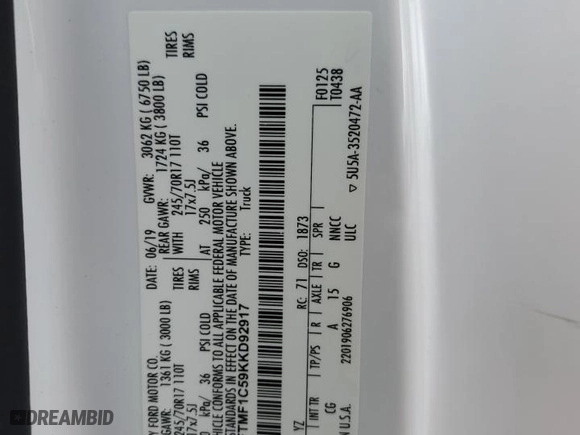 Y FORD MOTOR CO. DATE: 06/19 GVWR: 3062 KG ( 6750 LB)
1361 KG ( 3000 LB) REAR GAWR: 1724 KG ( 3800 LB)
245/70R17 110T TIRES WITH 245/70R17 110T TIRES
17x7.5J RIMS 17x7.5J RIMS
kPa/ 36 PSI COLD AT 250 kPa/ 36 PSI COLD
VEHICLE CONFORMS TO ALL APPLICABLE FEDERAL MOTOR VEHICLE
STANDARDS IN EFFECT ON THE DATE OF MANUFACTURE SHOWN ABOVE.
TMF1C59KKD92917 Truck
YZ RC: 71 DSO: 1B73 F0125
INT TR TP/PS R AXLE TR SPR T0438
CG A 15 G NNCC
U.S.A. 2201906276906 ULC ▽ 5U5A-3520472-AA
DREAMBID